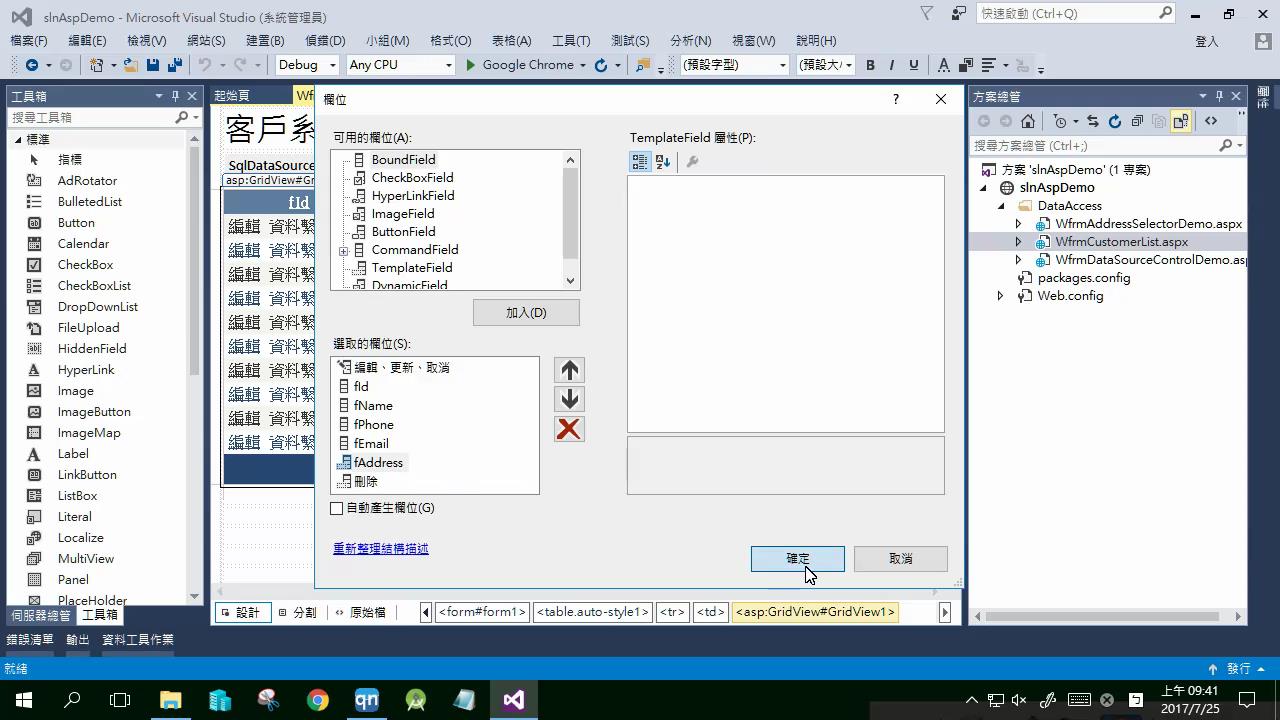 slnAspDemo - Microsoft Visual Studio (系統管理員)
快速啟動 (Ctrl+Q)
檔案(F) 編輯(E) 檢視(V) 網站(S) 建置(B) 偵錯(D) 小組(M) 格式(O) 表格(A) 工具(T) 測試(S) 分析(N) 視窗(W) 說明(H)
登入
Debug Any CPU Google Chrome (預設字型) (預設大 B I U A
工具箱
搜尋工具箱
標準
指標
AdRotator
BulletedList
Button
Calendar
CheckBox
CheckBoxList
DropDownList
FileUpload
HiddenField
HyperLink
Image
ImageButton
ImageMap
Label
LinkButton
ListBox
Literal
Localize
MultiView
Panel
PlaceHolder
伺服器總管 工具箱
起始頁 Wf
客戶系
SqlDataSource
asp:GridView#Gr
fId
編輯 資料繫
編輯 資料繫
編輯 資料繫
編輯 資料繫
編輯 資料繫
編輯 資料繫
編輯 資料繫
編輯 資料繫
編輯 資料繫
編輯 資料繫
欄位
?
可用的欄位(A):
BoundField
CheckBoxField
HyperLinkField
ImageField
ButtonField
CommandField
TemplateField
DynamicField
加入(D)
選取的欄位(S):
編輯、更新、取消
fId
fName
fPhone
fEmail
fAddress
刪除
自動產生欄位(G)
重新整理結構描述
TemplateField 屬性(P):
確定 取消
設計 分割 原始檔 <form#form1> <table.auto-style1> <tr> <td> <asp:GridView#GridView1>
方案總管
搜尋方案總管 (Ctrl+;)
方案 'slnAspDemo' (1 專案)
slnAspDemo
DataAccess
WfrmAddressSelectorDemo.aspx
WfrmCustomerList.aspx
WfrmDataSourceControlDemo.asp
packages.config
Web.config
錯誤清單 輸出 資料工具作業
就緒
發行
qn
上午 09:41
2017/7/25